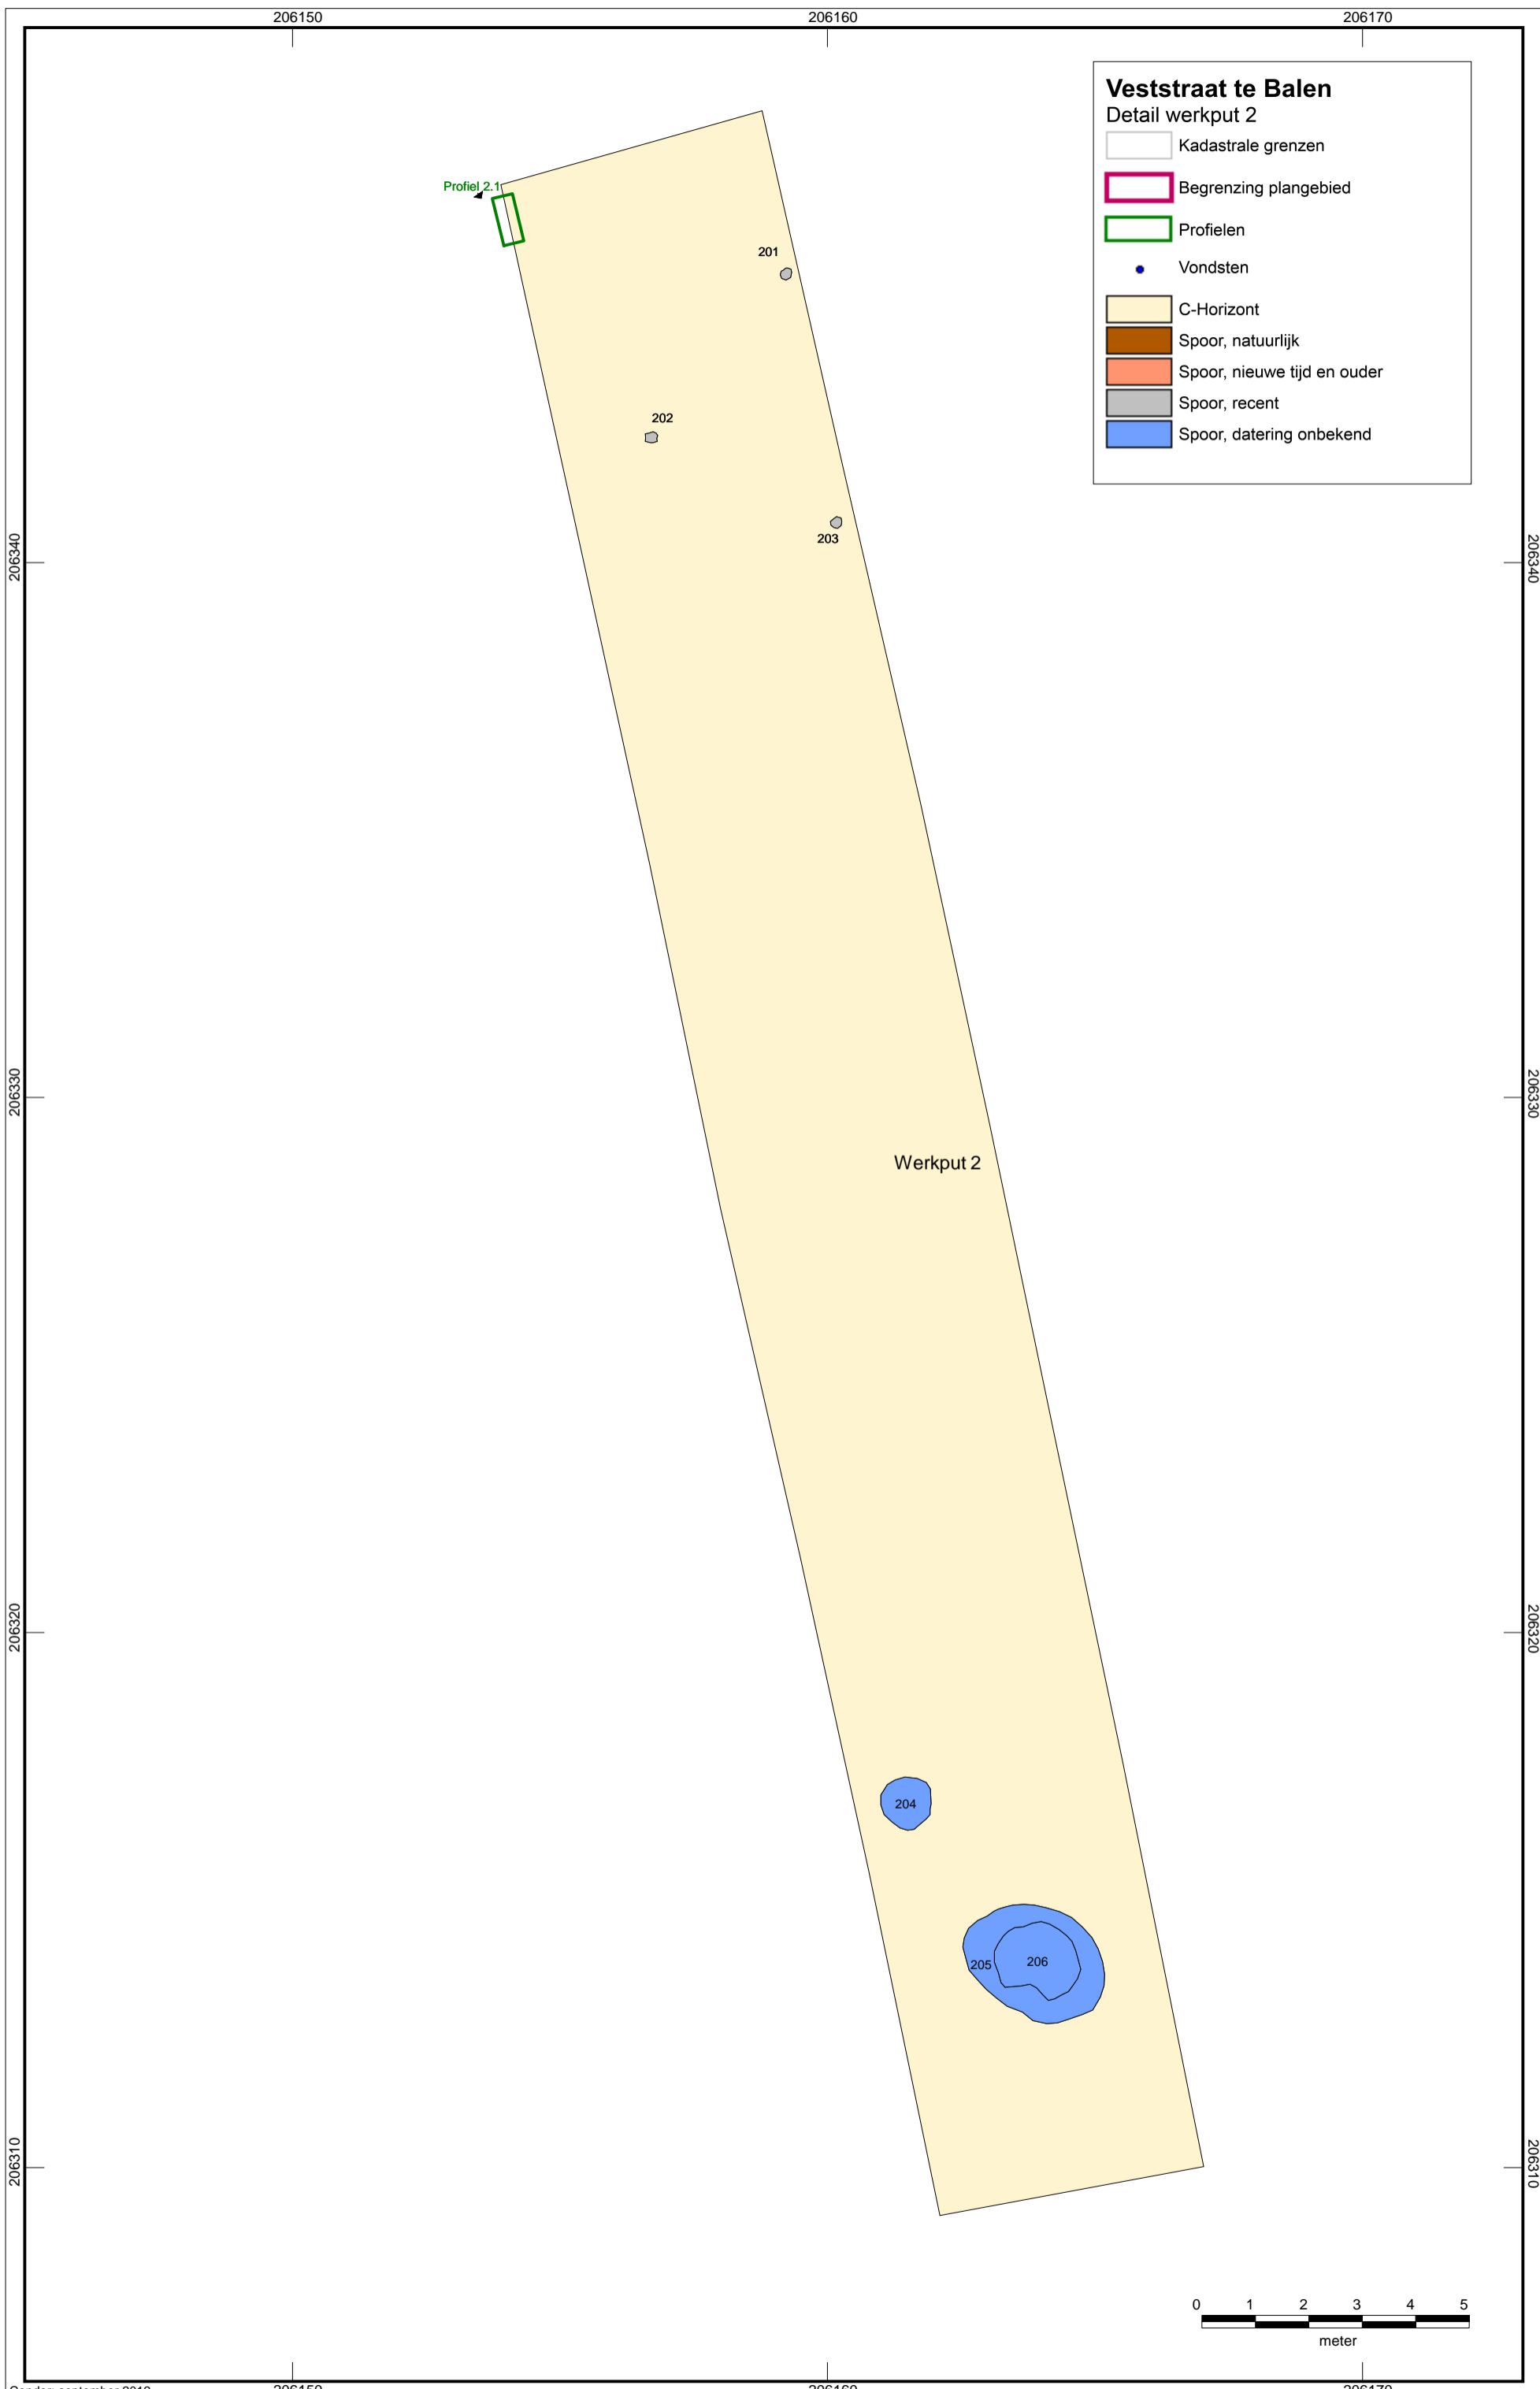 206150 206160 206170
Veststraat te Balen
Detail werkput 2
Kadastrale grenzen
Begrenzing plangebied
Profielen
Vondsten
C-Horizont
Spoor, natuurlijk
Spoor, nieuwe tijd en ouder
Spoor, recent
Spoor, datering onbekend
Profiel 2.1
201
202
203
206340 206340
206330 206330
Werkput 2
206320 206320
204
205 206
206310 206310
0 1 2 3 4 5
meter
206150 206160 206170